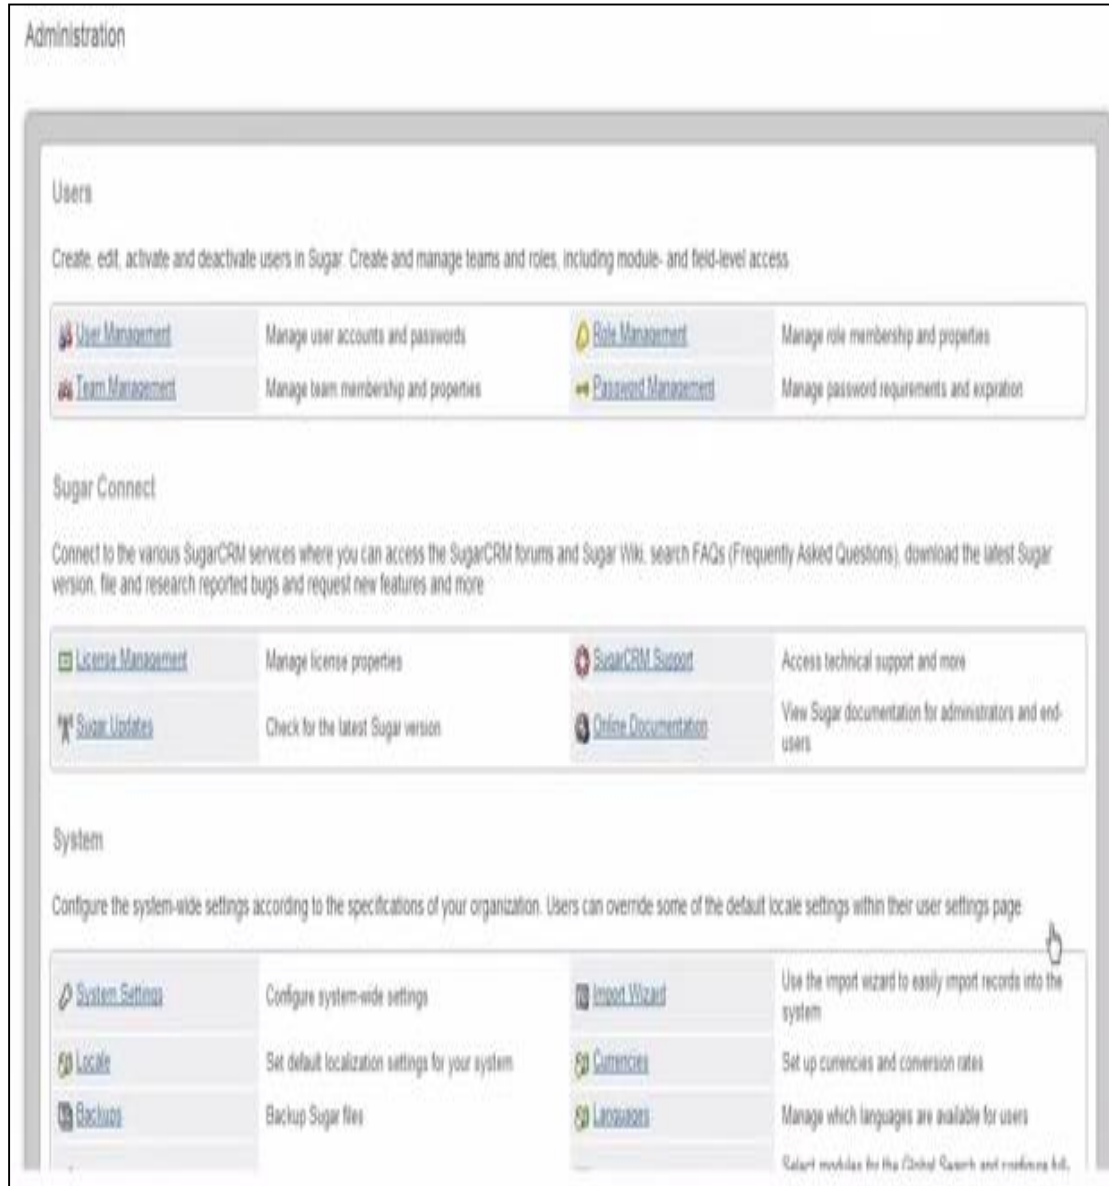 Administration
Users
Create, edit, activate and deactivate users in Sugar. Create and manage teams and roles, including module- and field-level access
User Management Manage user accounts and passwords Role Management Manage role membership and properties
Team Management Manage team membership and properties Password Management Manage password requirements and expiration
Sugar Connect
Connect to the various SugarCRM services where you can access the SugarCRM forums and Sugar Wiki, search FAQs (Frequently Asked Questions), download the latest Sugar
version, file and research reported bugs and request new features and more
License Management Manage license properties SugarCRM Support Access technical support and more
Sugar Updates Check for the latest Sugar version Online Documentation View Sugar documentation for administrators and end-
users
System
Configure the system-wide settings according to the specifications of your organization. Users can override some of the default locale settings within their user settings page
System Settings Configure system-wide settings Import Wizard Use the import wizard to easily import records into the
system
Locale Set default localization settings for your system Currencies Set up currencies and conversion rates
Backups Backup Sugar files Languages Manage which languages are available for users
Select modules for the Global Search and configure full-